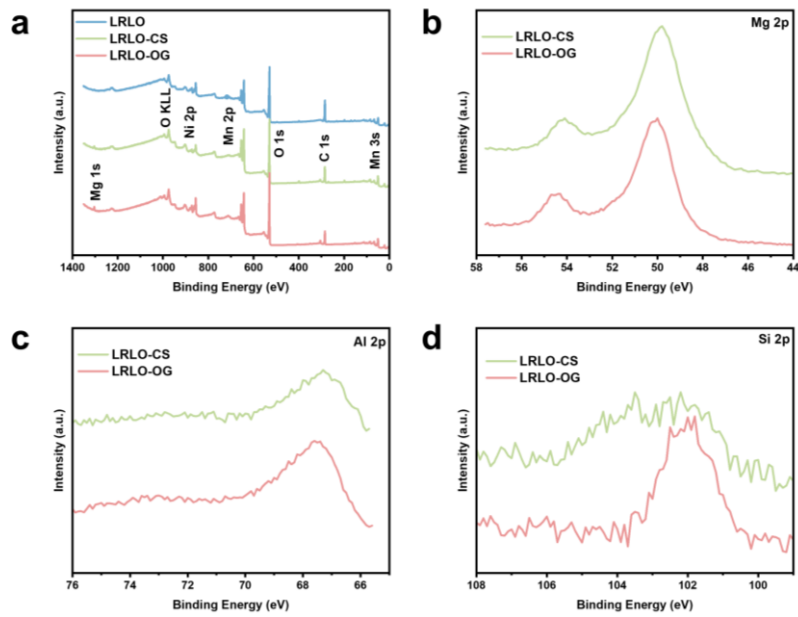 a
LRLO
LRLO-CS
LRLO-OG
Mg 1s
O KLL
Ni 2p
Mn 2p
O 1s
C 1s
Mn 3s
Intensity (a.u.)
1400 1200 1000 800 600 400 200 0
Binding Energy (eV)
b
Mg 2p
LRLO-CS
LRLO-OG
Intensity (a.u.)
58 56 54 52 50 48 46 44
Binding Energy (eV)
c
Al 2p
LRLO-CS
LRLO-OG
Intensity (a.u.)
76 74 72 70 68 66
Binding Energy (eV)
d
Si 2p
LRLO-CS
LRLO-OG
Intensity (a.u.)
108 106 104 102 100
Binding Energy (eV)